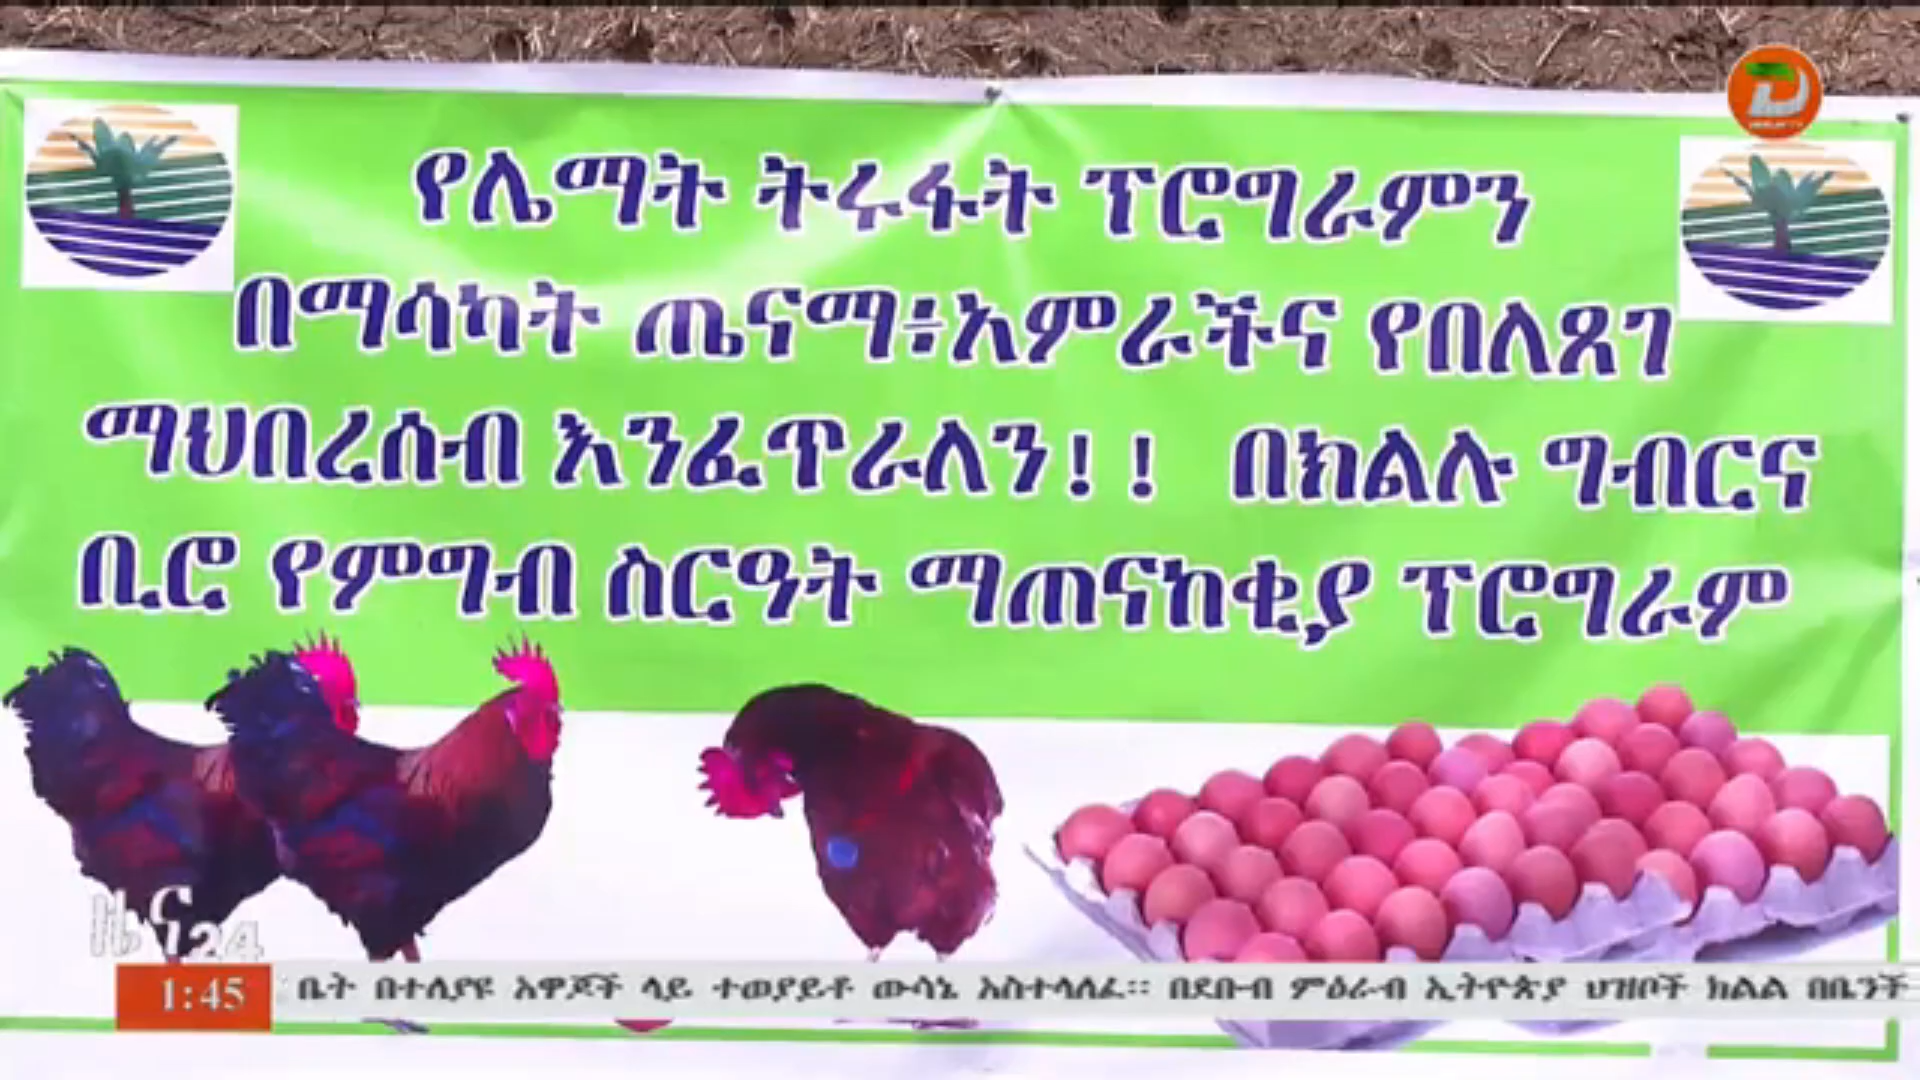 የሌማት ትሩፋት ፕሮግራምን
በማሳካት ጤናማ፥አምራችና የበለጸገ
ማህበረሰብ እንፈጥራለን!! በክልሉ ግብርና
ቢሮ የምግብ ስርዓት ማጠናከቂያ ፕሮግራም
ዜና 24
1:45 ቤት በተለያዩ አዋጆች ላይ ተወያይቶ ውሳኔ አስተላለፈ። በደቡብ ምዕራብ ኢትዮጵያ ህዝቦች ክልል በቤንች